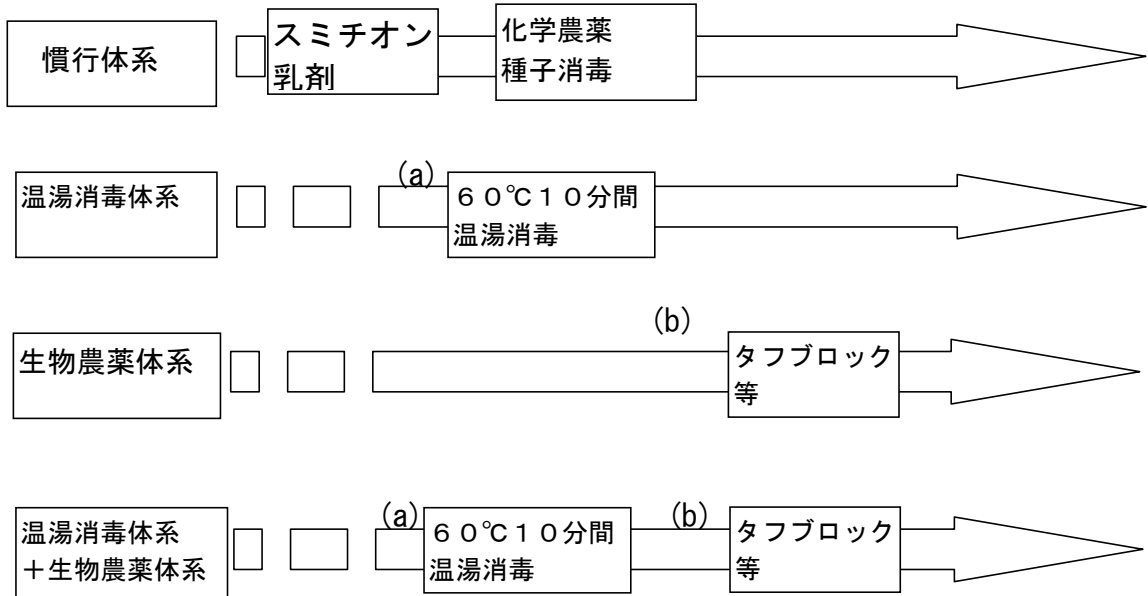 慣行体系
スミチオン
乳剤
化学農薬
種子消毒
温湯消毒体系
(a)
６０℃１０分間
温湯消毒
生物農薬体系
(b)
タフブロック
等
温湯消毒体系
＋生物農薬体系
(a)
６０℃１０分間
温湯消毒
(b)
タフブロック
等